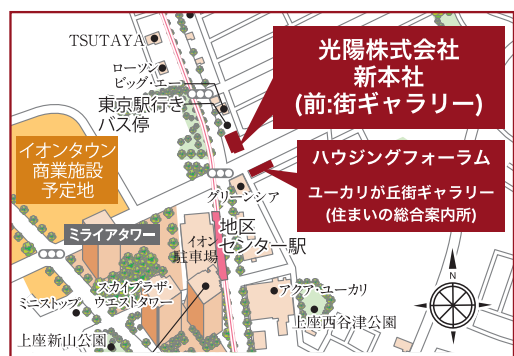 TSUTAYA
ローソン
ビッグ・エー
東京駅行き
バス停
光陽株式会社
新本社
(前:街ギャラリー)
イオンタウン
商業施設
予定地
ハウジングフォーラム
ユーカリが丘街ギャラリー
(住まいの総合案内所)
グリーンシア
ミライアタワー
イオン
駐車場
地区
センター駅
スカイプラザ・
ウエストタワー
ミニストップ
アクア・ユーカリ
上座新山公園
上座西谷津公園
N